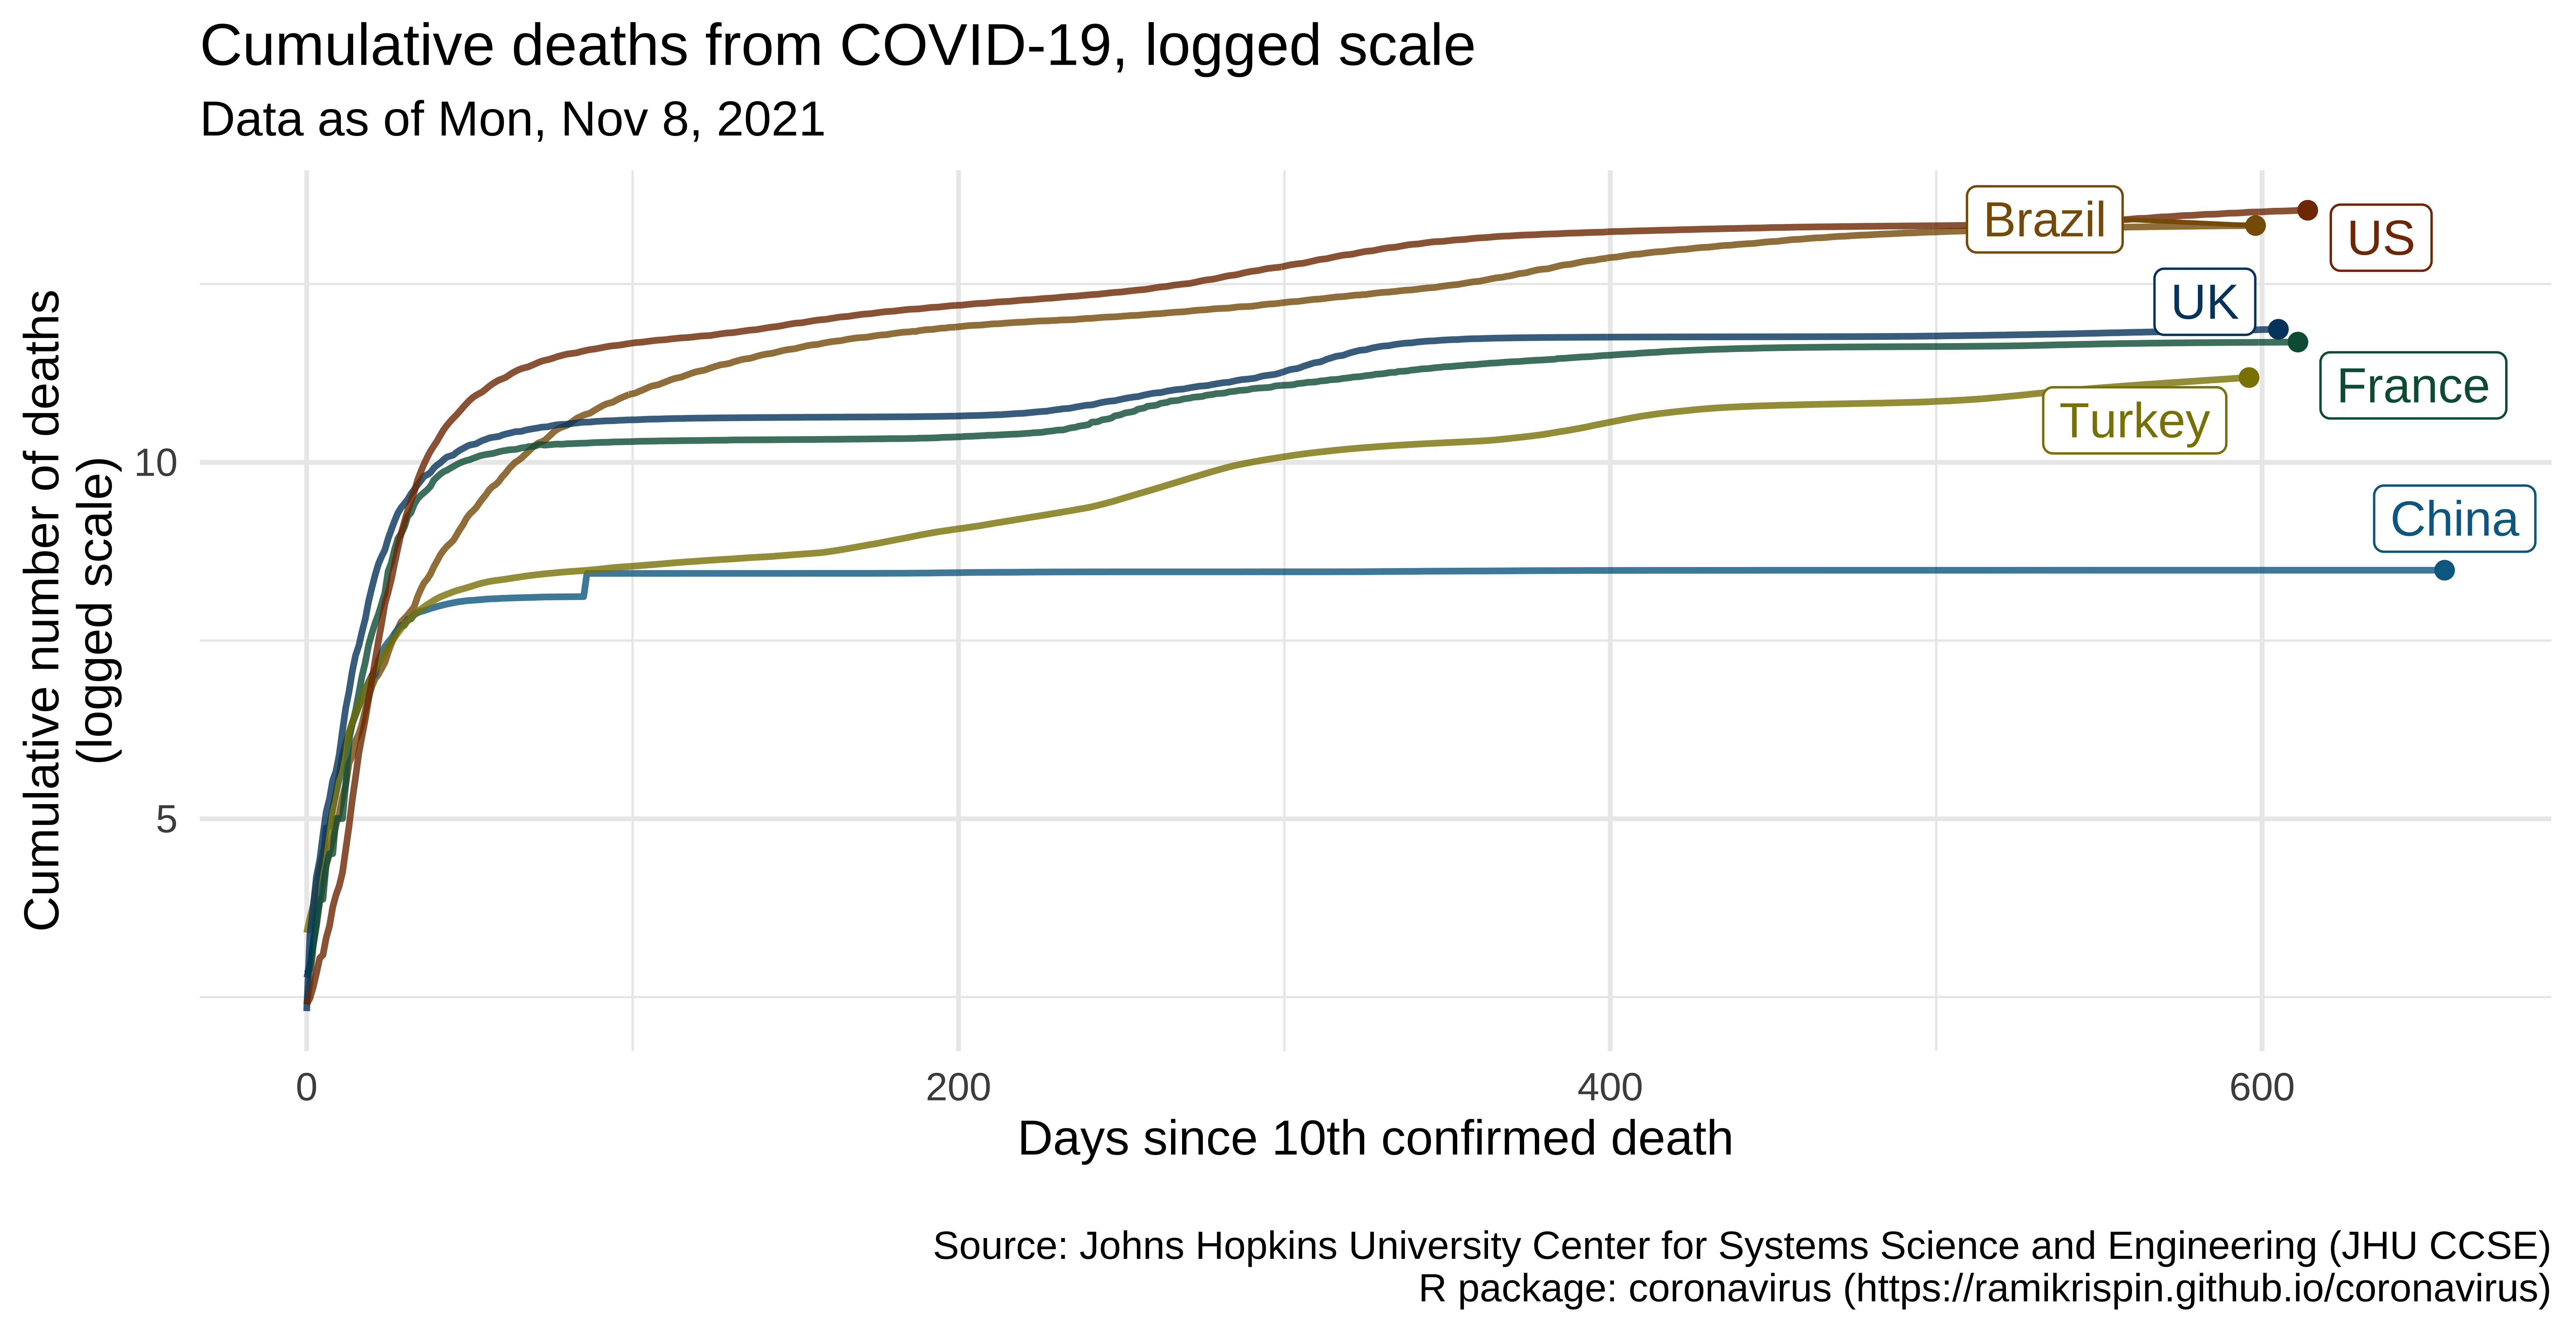 Cumulative deaths from COVID-19, logged scale
Data as of Mon, Nov 8, 2021
Cumulative number of deaths
(logged scale)
10
5
Brazil
US
UK
France
Turkey
China
0
200
400
600
Days since 10th confirmed death
Source: Johns Hopkins University Center for Systems Science and Engineering (JHU CCSE)
R package: coronavirus (https://ramikrispin.github.io/coronavirus)